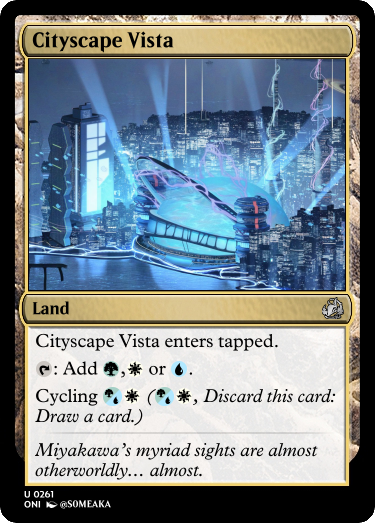 Cityscape Vista
Land
Cityscape Vista enters tapped.
: Add , or .
Cycling ( , Discard this card:
Draw a card.)
Miyakawa's myriad sights are almost
otherworldly… almost.
U 0261
ONI @SOMEAKA